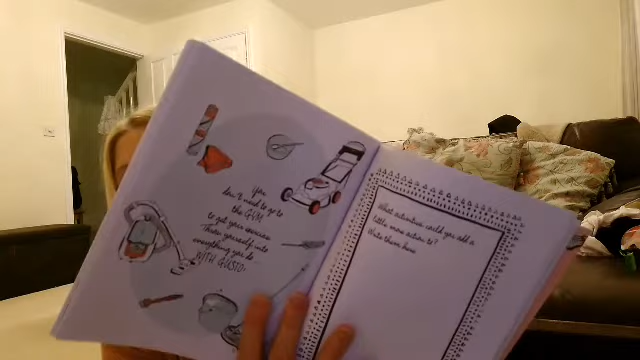 You
don't need to go to
the GYM
to get your exercise
Throw yourself into
everything you do
WITH GUSTO
What activities could you add a
little more action to?
Write them here